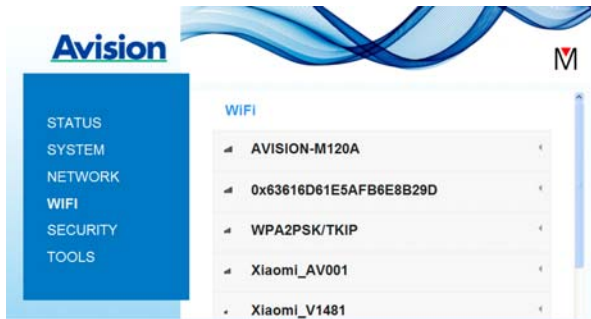 Avision
M
STATUS
SYSTEM
NETWORK
WIFI
SECURITY
TOOLS
WiFi
AVISION-M120A
0x63616D61E5AFB6E8B29D
WPA2PSK/TKIP
Xiaomi_AV001
Xiaomi_V1481